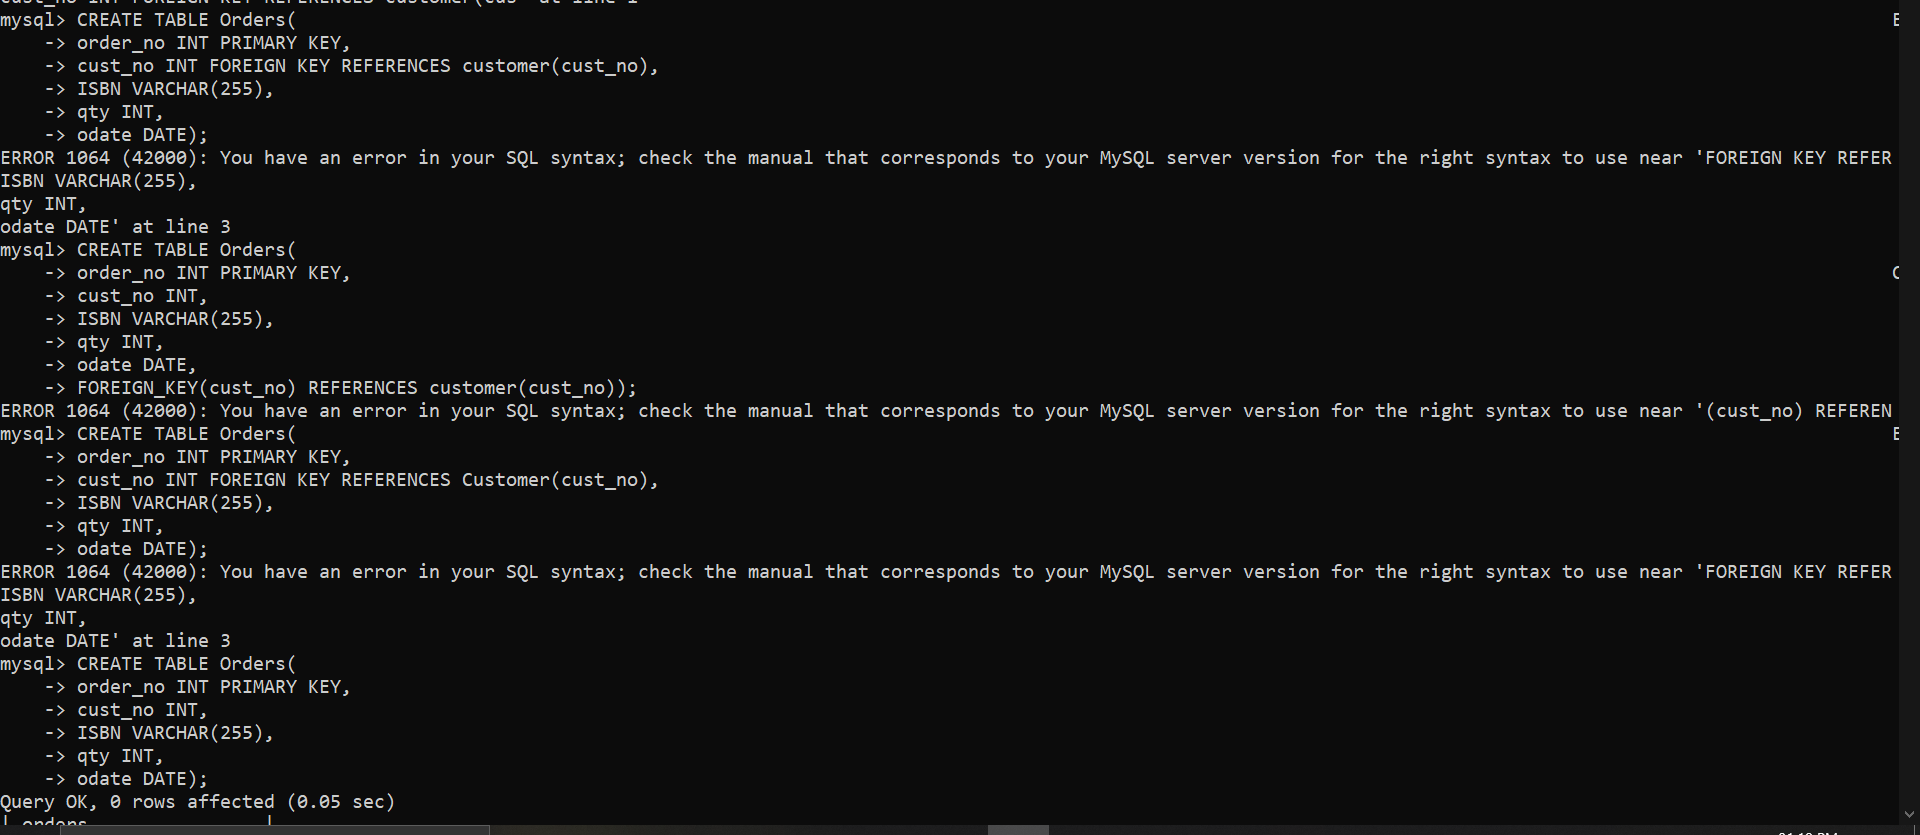 mysql> CREATE TABLE Orders(
    -> order_no INT PRIMARY KEY,
    -> cust_no INT FOREIGN KEY REFERENCES customer(cust_no),
    -> ISBN VARCHAR(255),
    -> qty INT,
    -> odate DATE);
ERROR 1064 (42000): You have an error in your SQL syntax; check the manual that corresponds to your MySQL server version for the right syntax to use near 'FOREIGN KEY REFER
ISBN VARCHAR(255),
qty INT,
odate DATE' at line 3
mysql> CREATE TABLE Orders(
    -> order_no INT PRIMARY KEY,
    -> cust_no INT,
    -> ISBN VARCHAR(255),
    -> qty INT,
    -> odate DATE,
    -> FOREIGN_KEY(cust_no) REFERENCES customer(cust_no));
ERROR 1064 (42000): You have an error in your SQL syntax; check the manual that corresponds to your MySQL server version for the right syntax to use near '(cust_no) REFEREN
mysql> CREATE TABLE Orders(
    -> order_no INT PRIMARY KEY,
    -> cust_no INT FOREIGN KEY REFERENCES Customer(cust_no),
    -> ISBN VARCHAR(255),
    -> qty INT,
    -> odate DATE);
ERROR 1064 (42000): You have an error in your SQL syntax; check the manual that corresponds to your MySQL server version for the right syntax to use near 'FOREIGN KEY REFER
ISBN VARCHAR(255),
qty INT,
odate DATE' at line 3
mysql> CREATE TABLE Orders(
    -> order_no INT PRIMARY KEY,
    -> cust_no INT,
    -> ISBN VARCHAR(255),
    -> qty INT,
    -> odate DATE);
Query OK, 0 rows affected (0.05 sec)